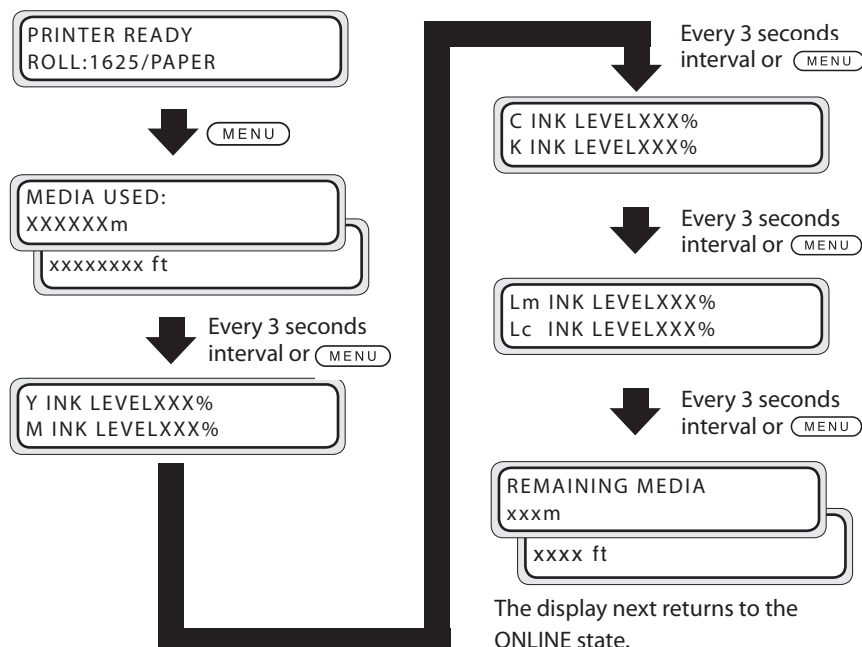 PRINTER READY
ROLL:1625/PAPER
MENU
MEDIA USED:
XXXXXXm
xxxxxxxx ft
Every 3 seconds
interval or MENU
Y INK LEVELXXX%
M INK LEVELXXX%
Every 3 seconds
interval or MENU
C INK LEVELXXX%
K INK LEVELXXX%
Every 3 seconds
interval or MENU
Lm INK LEVELXXX%
Lc INK LEVELXXX%
Every 3 seconds
interval or MENU
REMAINING MEDIA
xxxm
xxxx ft
The display next returns to the
ONLINE state.